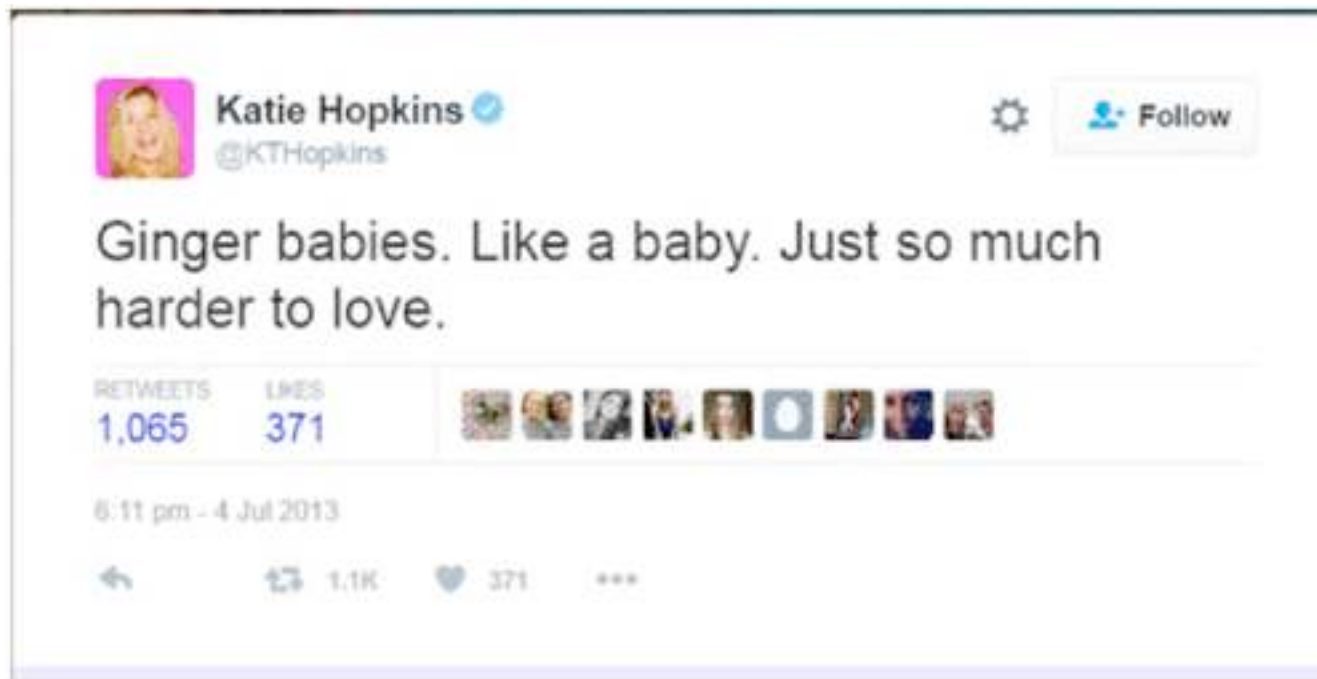 Katie Hopkins
@KTHopkins
Follow
Ginger babies. Like a baby. Just so much
harder to love.
RETWEETS LIKES
1,065 371
6:11 pm - 4 Jul 2013
1.1K 371